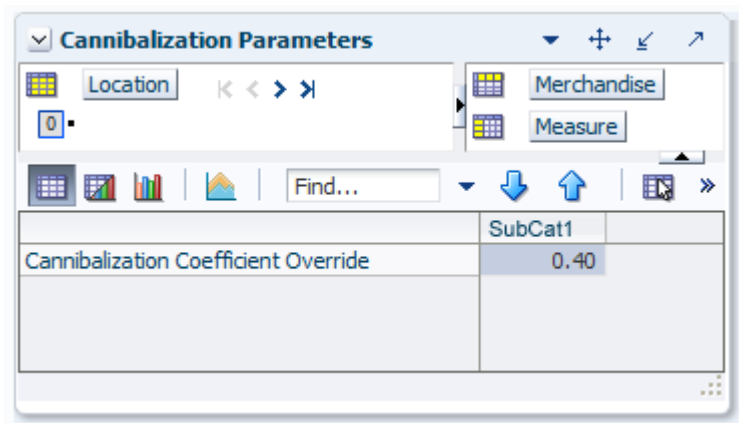 Cannibalization Parameters
Location
Merchandise
0
Measure
Find...
SubCat1
Cannibalization Coefficient Override 0.40